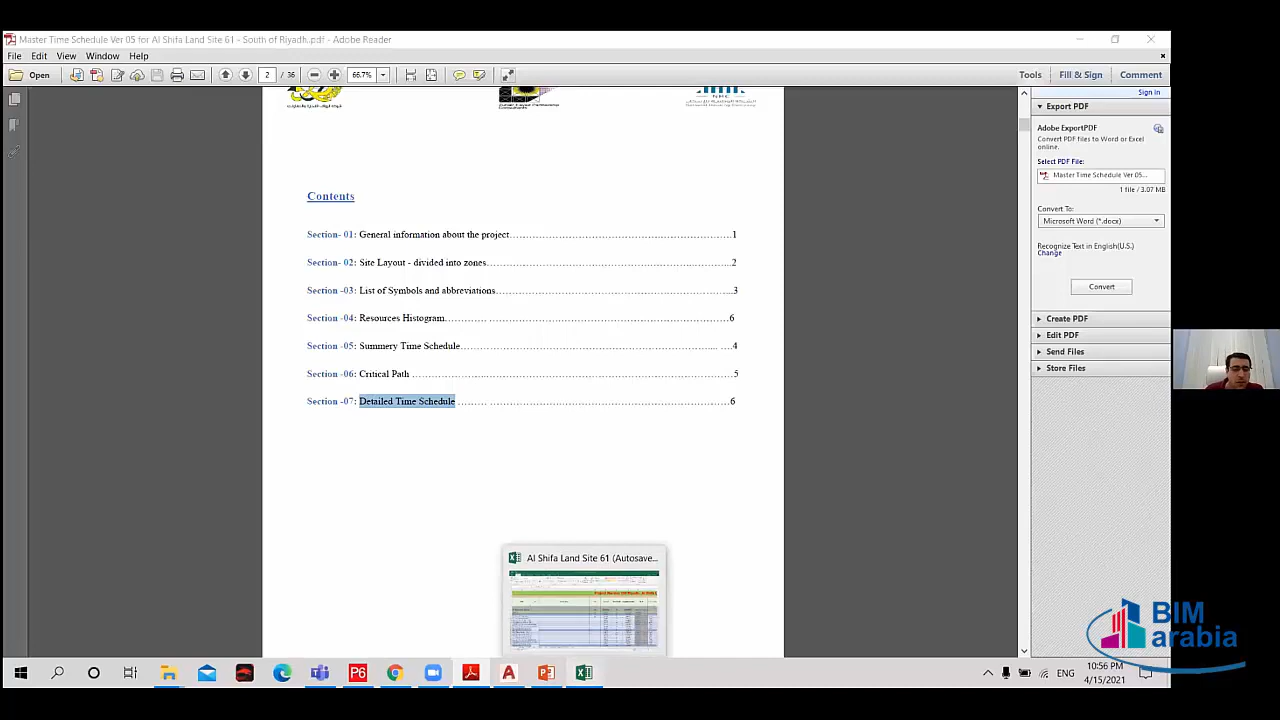 Master Time Schedule Ver 05 for Al Shifa Land Site 61 - South of Riyadh.pdf - Adobe Reader
File Edit View Window Help
Open 2 / 36 66.7% Tools Fill & Sign Comment
Sign in
Export PDF
Adobe ExportPDF
Convert PDF files to Word or Excel online.
Select PDF File:
Master Time Schedule Ver 05...
1 file / 3.07 MB
Convert To:
Microsoft Word (*.docx)
Recognize Text in English(U.S.)
Change
Convert
Create PDF
Edit PDF
Send Files
Store Files
Contents
Section- 01: General information about the project 1
Section- 02: Site Layout - divided into zones 2
Section -03: List of Symbols and abbreviations 3
Section -04: Resources Histogram 6
Section -05: Summery Time Schedule 4
Section -06: Critical Path 5
Section -07: Detailed Time Schedule 6
Al Shifa Land Site 61 (Autosave...
BIM
arabia
P6
ENG
10:56 PM
4/15/2021